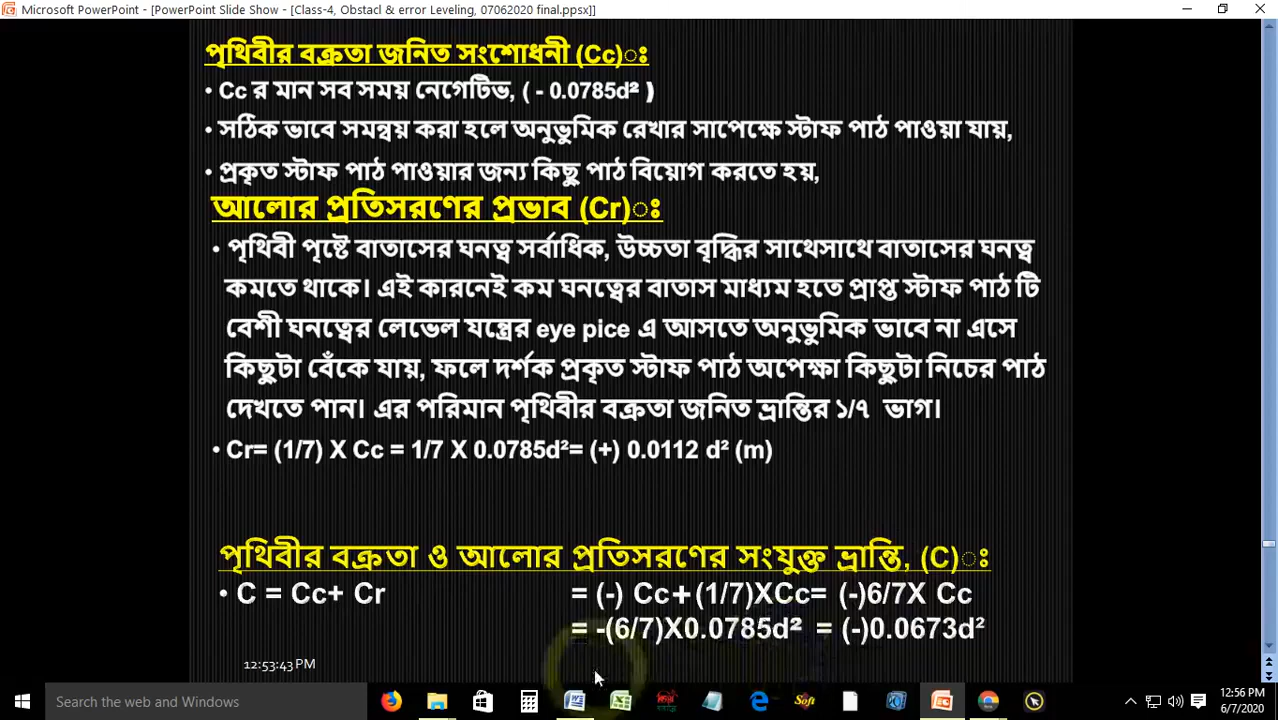 Microsoft PowerPoint Slide Show - [Class-4, Obstacl & error Leveling, 07062020 final.ppsx]]
পৃথিবীর বক্রতা জনিত সংশোধনী (Cc)ঃ
• Cc র মান সব সময় নেগেটিভ, ( - 0.0785d² )
• সঠিক ভাবে সমন্বয় করা হলে অনুভুমিক রেখার সাপেক্ষে স্টাফ পাঠ পাওয়া যায়,
• প্রকৃত স্টাফ পাঠ পাওয়ার জন্য কিছু পাঠ বিয়োগ করতে হয়,
আলোর প্রতিসরণের প্রভাব (Cr)ঃ
• পৃথিবী পৃষ্টে বাতাসের ঘনত্ব সর্বাধিক, উচ্চতা বৃদ্ধির সাথেসাথে বাতাসের ঘনত্ব
কমতে থাকে। এই কারনেই কম ঘনত্বের বাতাস মাধ্যম হতে প্রাপ্ত স্টাফ পাঠ টি
বেশী ঘনত্বের লেভেল যন্ত্রের eye pice এ আসতে অনুভুমিক ভাবে না এসে
কিছুটা বেঁকে যায়, ফলে দর্শক প্রকৃত স্টাফ পাঠ অপেক্ষা কিছুটা নিচের পাঠ
দেখতে পান। এর পরিমান পৃথিবীর বক্রতা জনিত ভ্রান্তির ১/৭ ভাগ।
• Cr= (1/7) X Cc = 1/7 X 0.0785d²= (+) 0.0112 d² (m)
পৃথিবীর বক্রতা ও আলোর প্রতিসরণের সংযুক্ত ভ্রান্তি, (C)ঃ
• C = Cc+ Cr = (-) Cc+(1/7)XCc= (-)6/7X Cc
= -(6/7)X0.0785d² = (-)0.0673d²
12:53:43 PM
Search the web and Windows
Soft
12:56 PM
6/7/2020